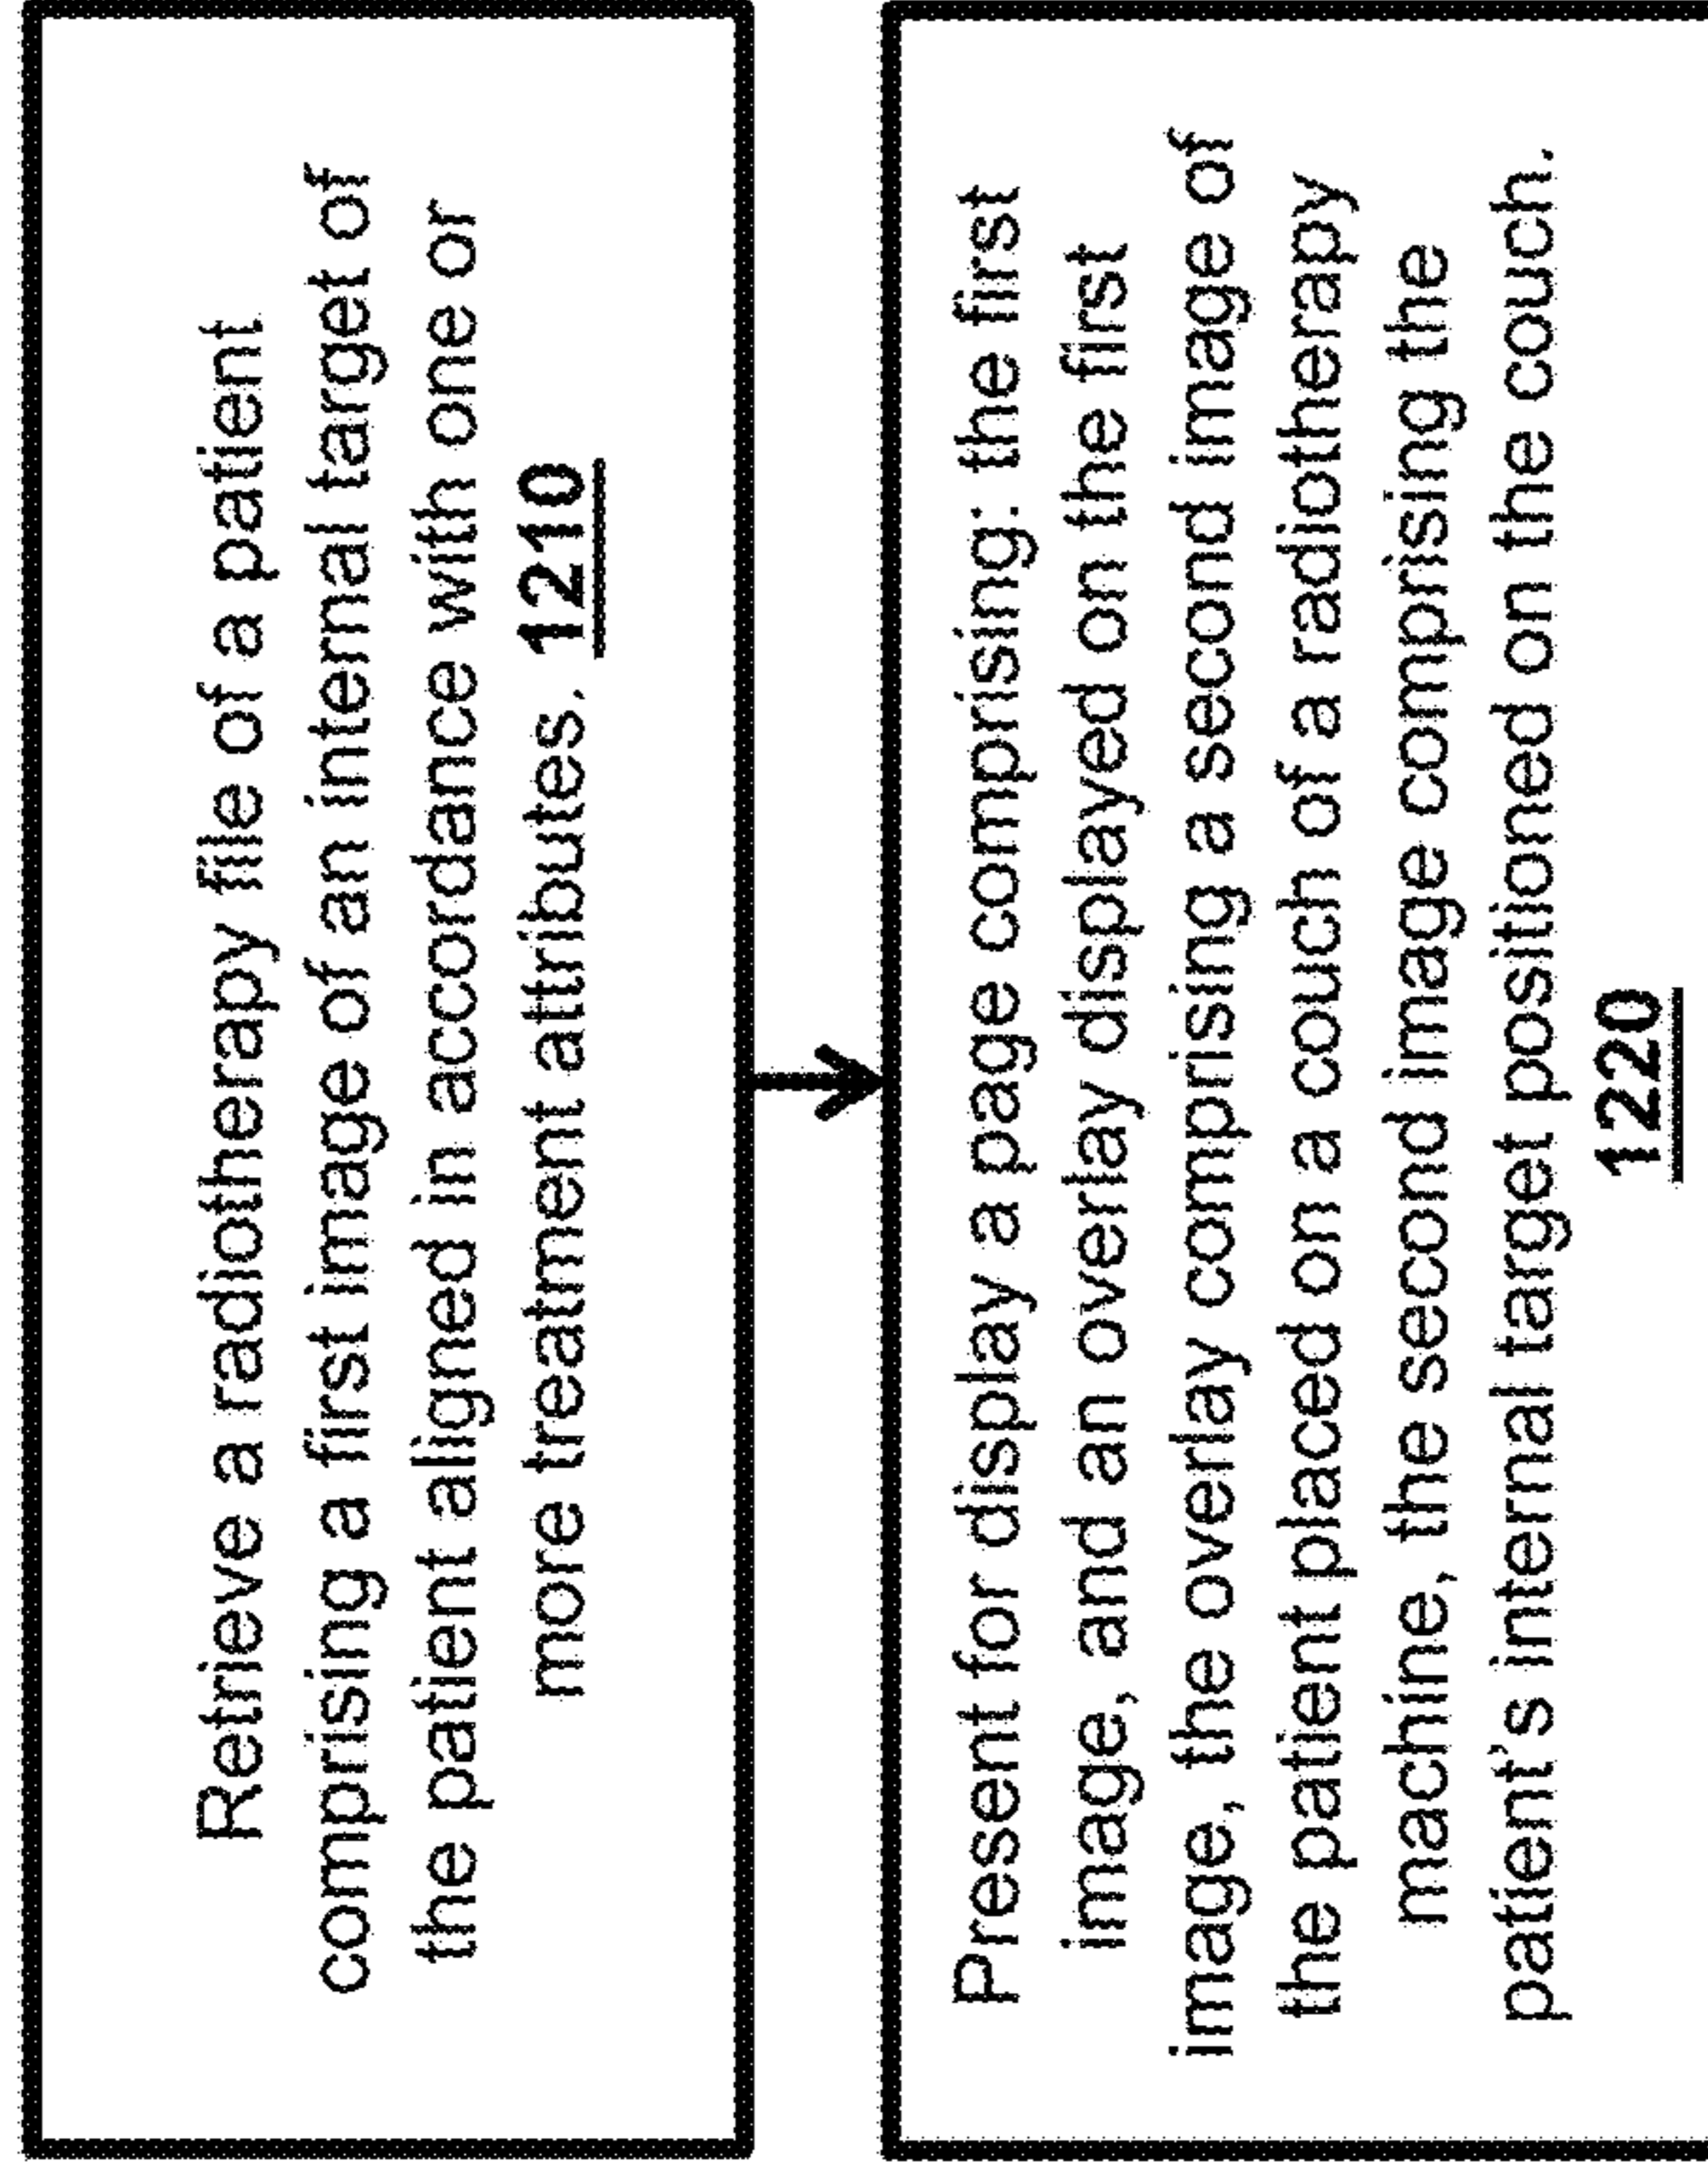 Retrieve a radiotherapy file of a patient
comprising a first image of an internal target of
the patient aligned in accordance with one or
more treatment attributes. 1210
Present for display a page comprising: the first
image, and an overlay displayed on the first
image, the overlay comprising a second image of
the patient placed on a couch of a radiotherapy
machine, the second image comprising the
patient's internal target positioned on the couch.
1220